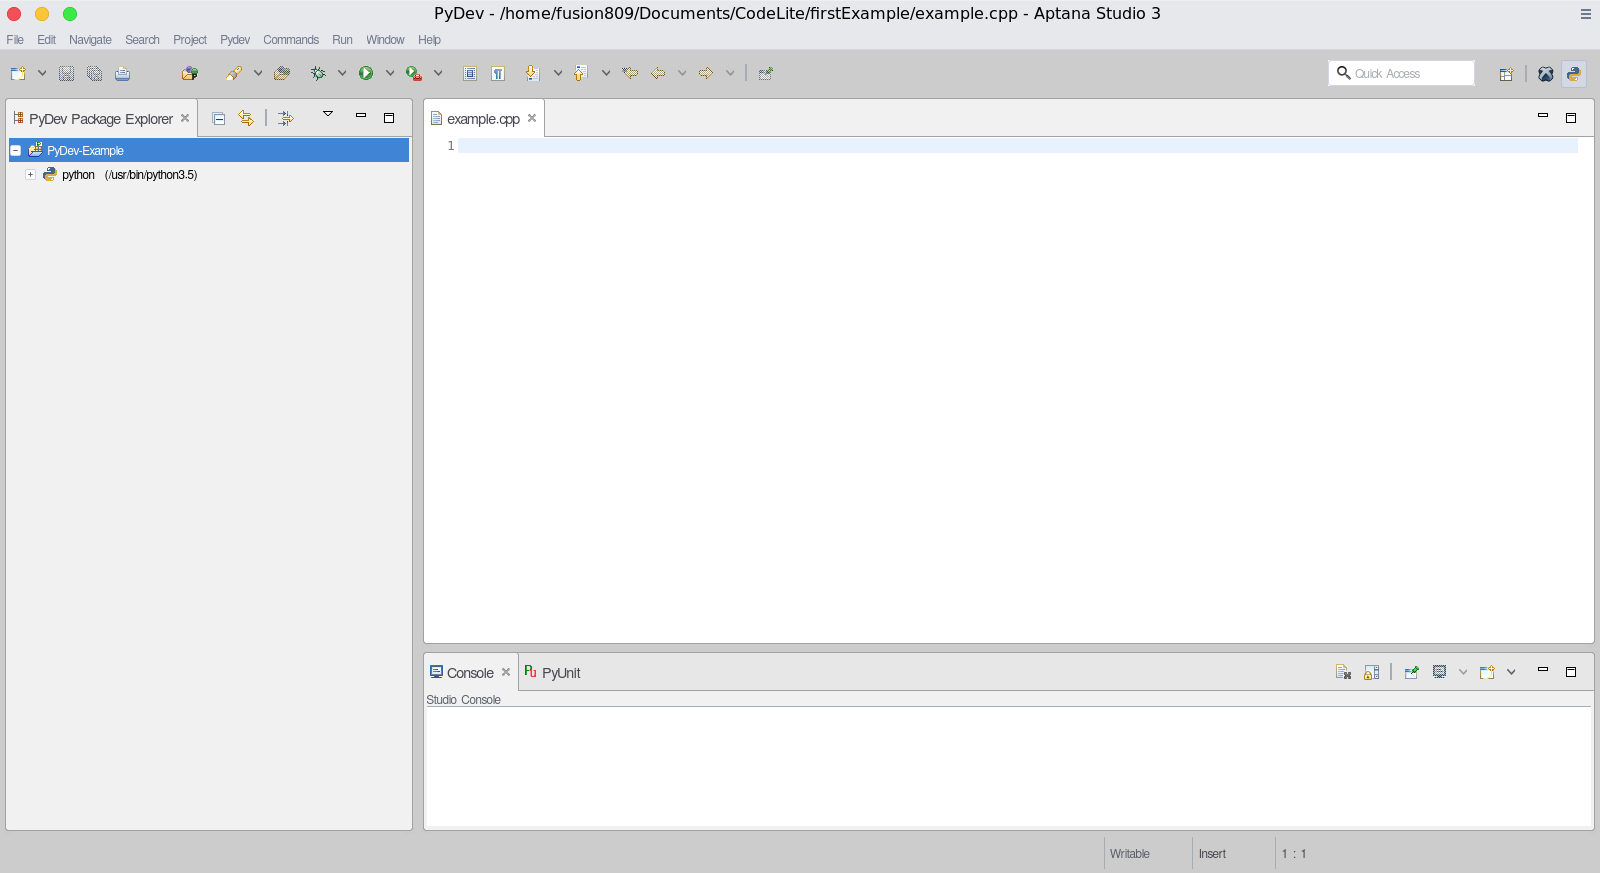 PyDev - /home/fusion809/Documents/CodeLite/firstExample/example.cpp - Aptana Studio 3
File Edit Navigate Search Project Pydev Commands Run Window Help
Quick Access
PyDev Package Explorer
example.cpp
PyDev-Example
python (/usr/bin/python3.5)
1
Console
PyUnit
Studio Console
Writable
Insert
1 : 1